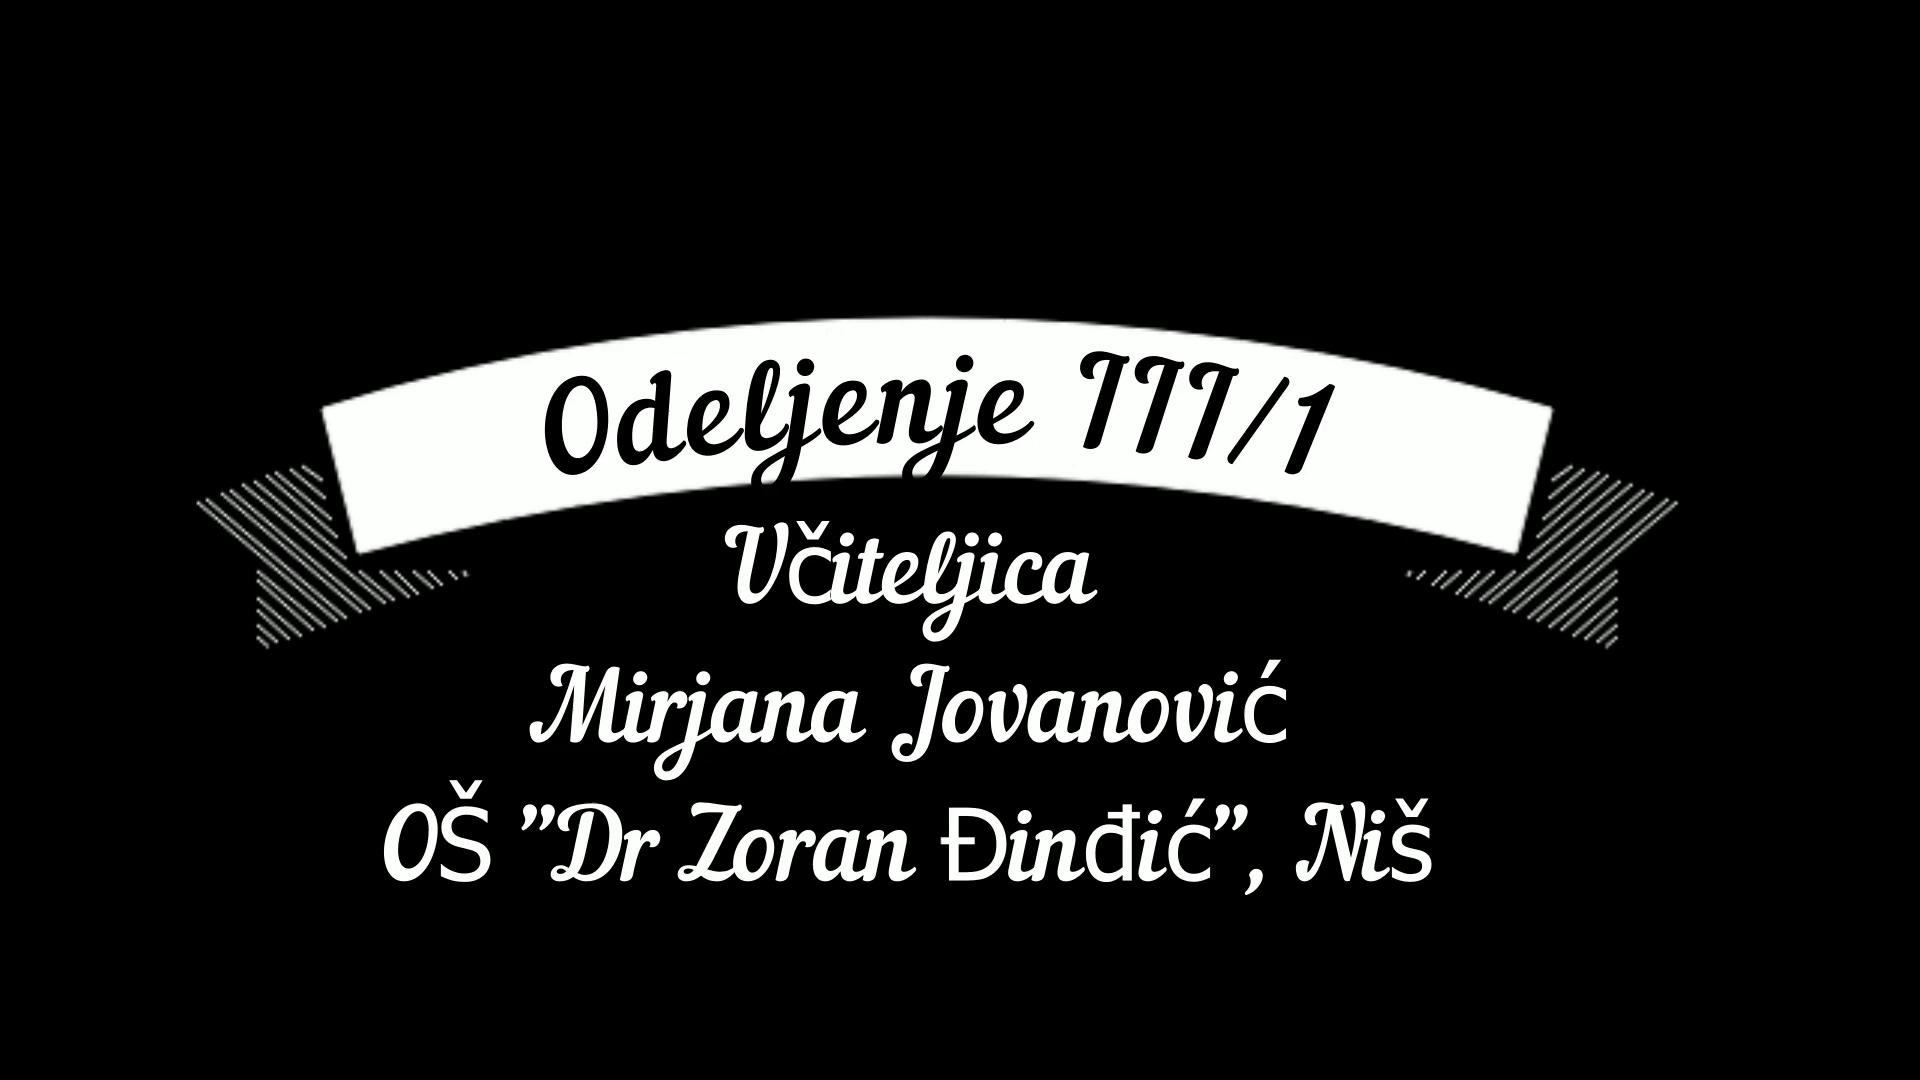 Odeljenje III/1
Učiteljica
Mirjana Jovanović
OŠ ”Dr Zoran Đinđić”, Niš